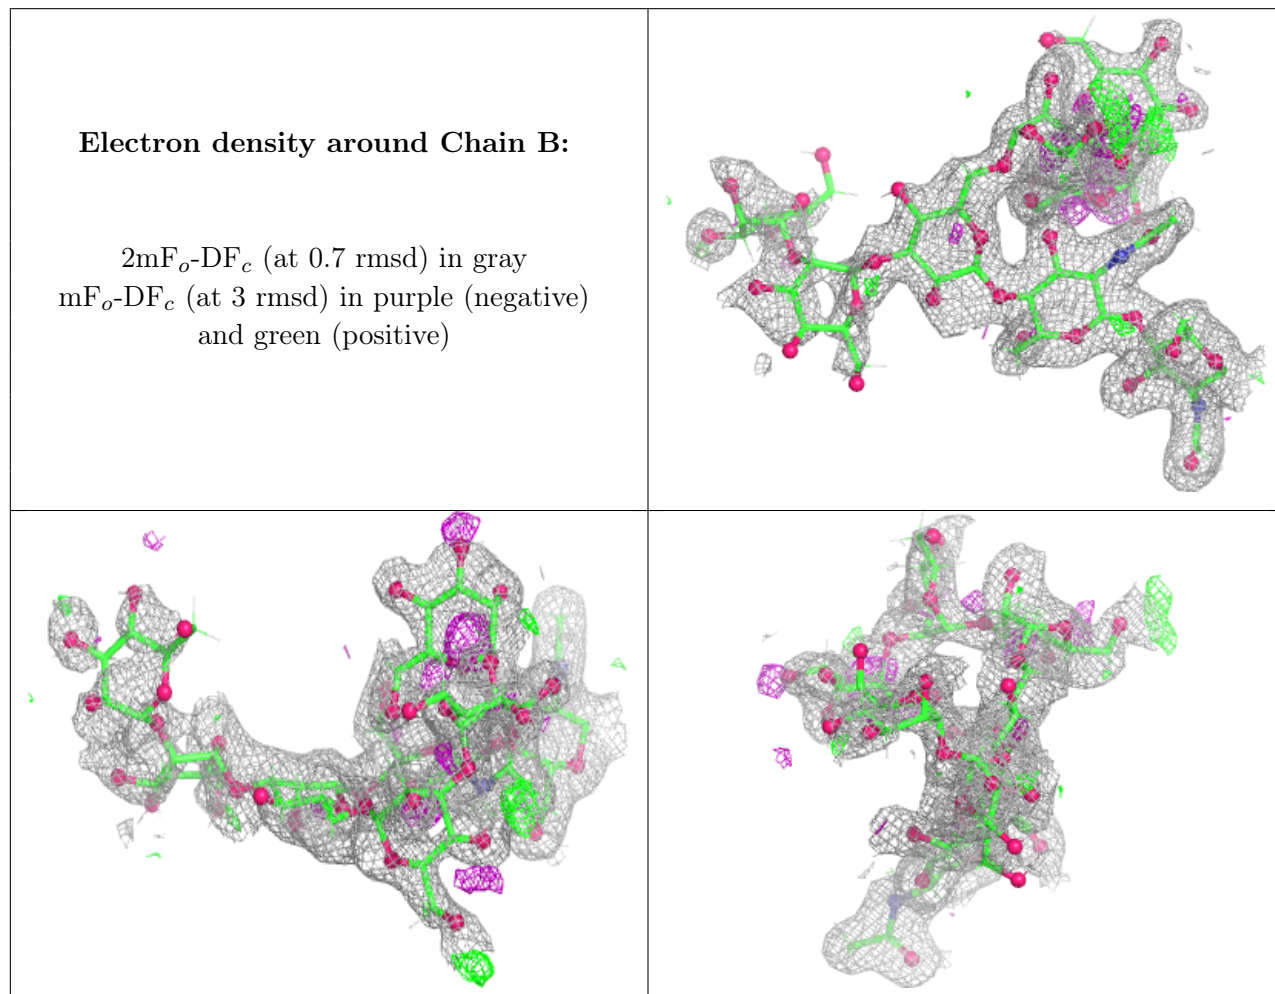 Electron density around Chain B:
2mFo-DFc (at 0.7 rmsd) in gray
mFo-DFc (at 3 rmsd) in purple (negative)
and green (positive)